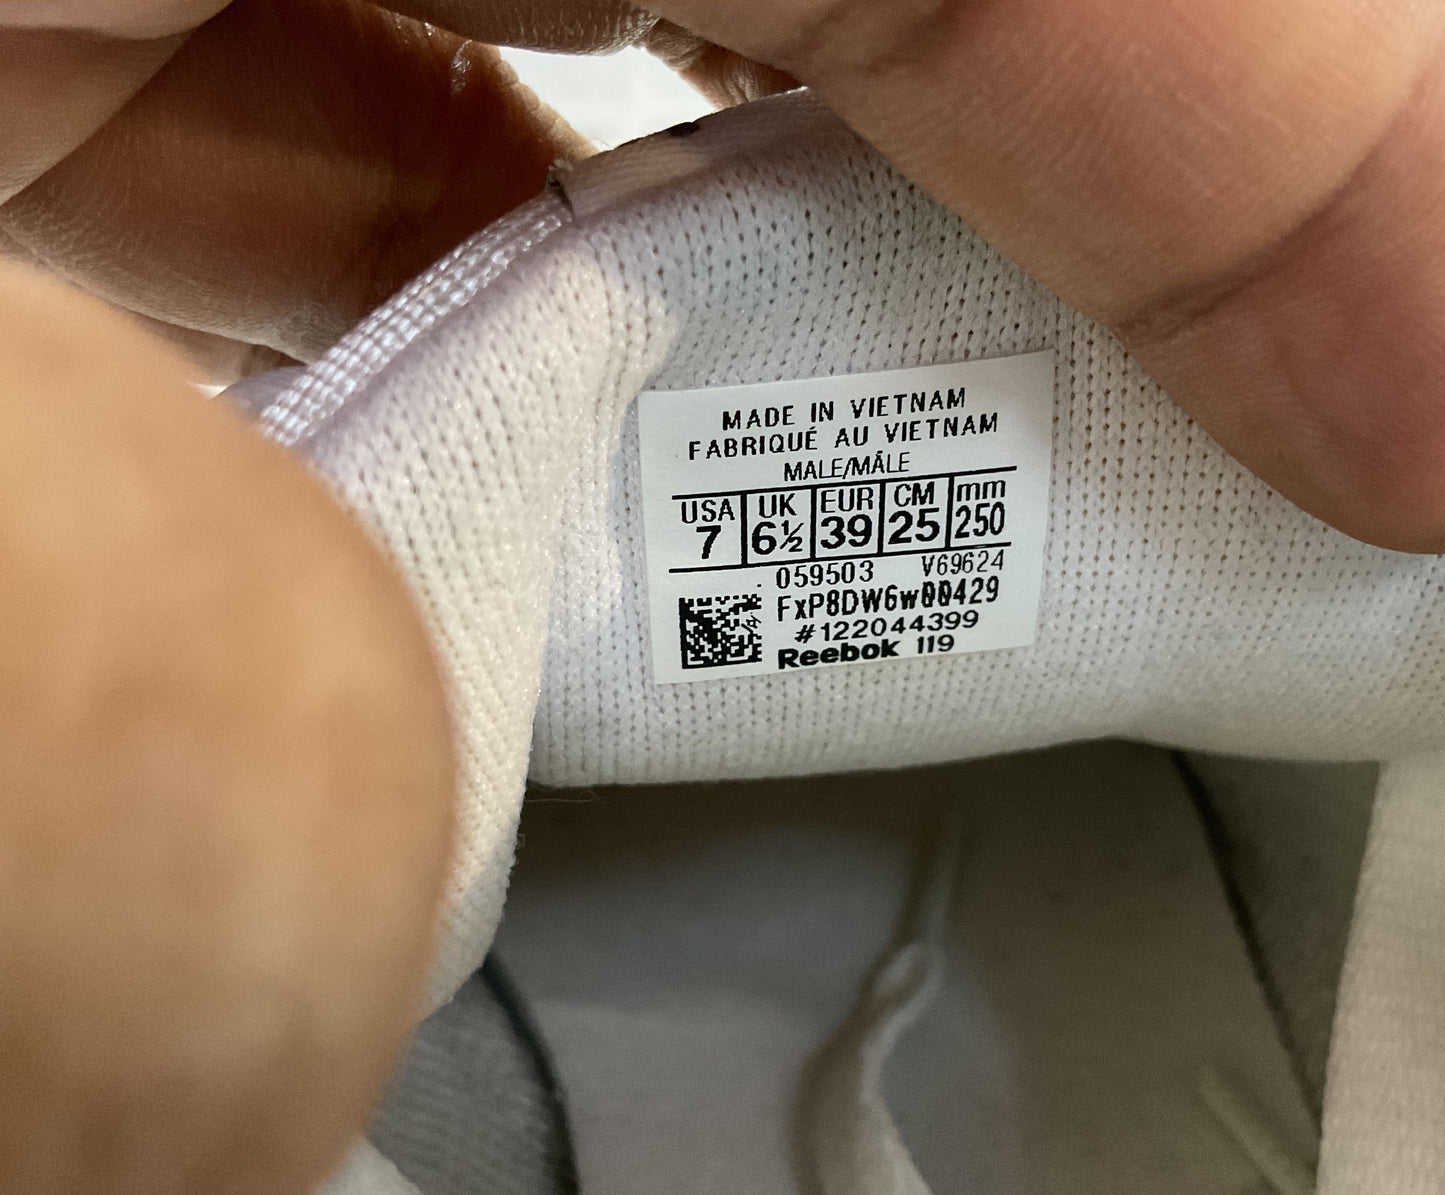 MADE IN VIETNAM
FABRIQUÉ AU VIETNAM
MALE/MÂLE
USA UK EUR CM mm
7 6½ 39 25 250
059503 V69624
FxP8DW6w00429
#122044399
Reebok 119